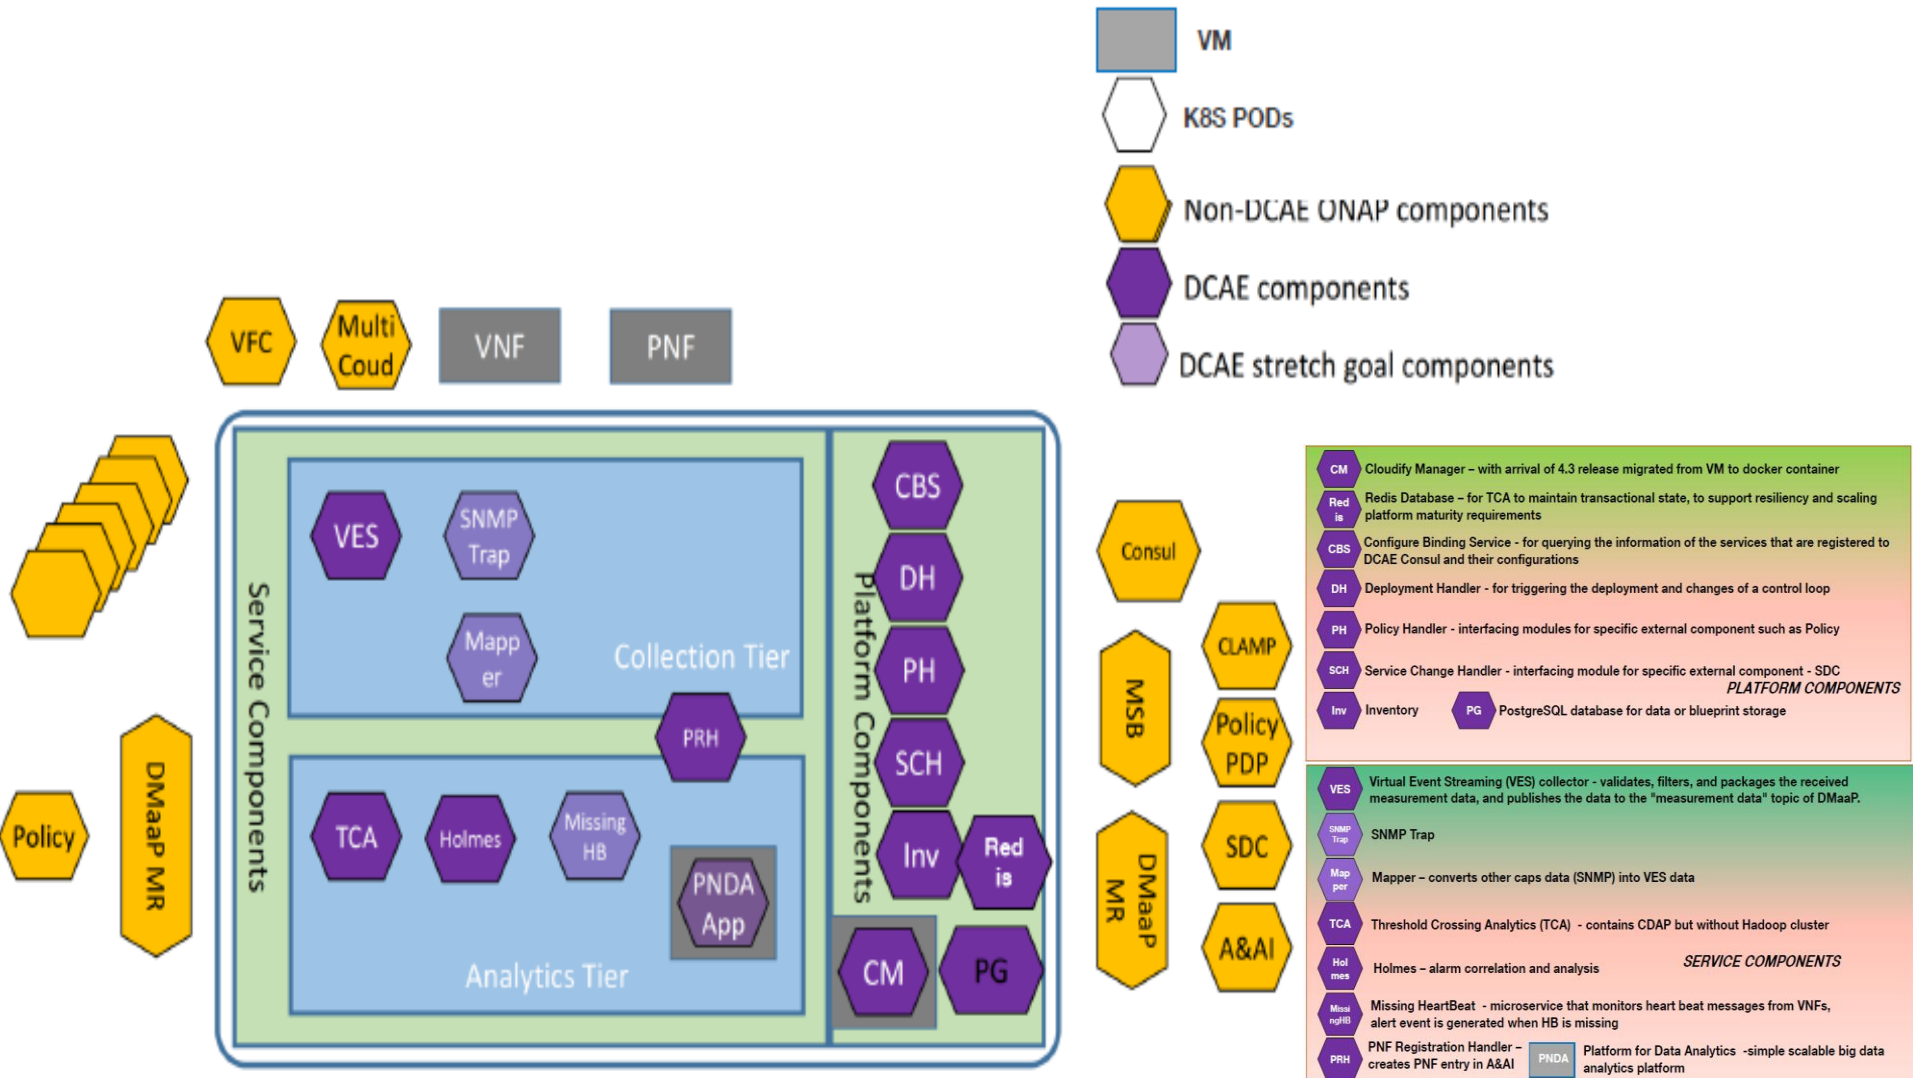 VM
K8S PODs
Non-DCAE ONAP components
DCAE components
DCAE stretch goal components
VFC
Multi
Coud
VNF
PNF
Service Components
VES
SNMP
Trap
Mapp
er
Collection Tier
PRH
TCA
Holmes
Missing
HB
PNDA
App
Analytics Tier
Platform Components
CBS
DH
PH
SCH
Inv
Red
is
CM
PG
Policy
DMaaP MR
Consul
MSB
CLAMP
Policy
PDP
DMaaP
MR
SDC
A&AI
CM
Cloudify Manager – with arrival of 4.3 release migrated from VM to docker container
Red
is
Redis Database – for TCA to maintain transactional state, to support resiliency and scaling
platform maturity requirements
CBS
Configure Binding Service - for querying the information of the services that are registered to
DCAE Consul and their configurations
DH
Deployment Handler - for triggering the deployment and changes of a control loop
PH
Policy Handler - interfacing modules for specific external component such as Policy
SCH
Service Change Handler - interfacing module for specific external component - SDC
PLATFORM COMPONENTS
Inv
Inventory
PG
PostgreSQL database for data or blueprint storage
VES
Virtual Event Streaming (VES) collector - validates, filters, and packages the received
measurement data, and publishes the data to the "measurement data" topic of DMaaP.
SNMP
Trap
SNMP Trap
Map
per
Mapper – converts other caps data (SNMP) into VES data
TCA
Threshold Crossing Analytics (TCA) - contains CDAP but without Hadoop cluster
Hol
mes
Holmes – alarm correlation and analysis
SERVICE COMPONENTS
Missi
ngHB
Missing HeartBeat - microservice that monitors heart beat messages from VNFs,
alert event is generated when HB is missing
PRH
PNF Registration Handler –
creates PNF entry in A&AI
PNDA
Platform for Data Analytics -simple scalable big data
analytics platform